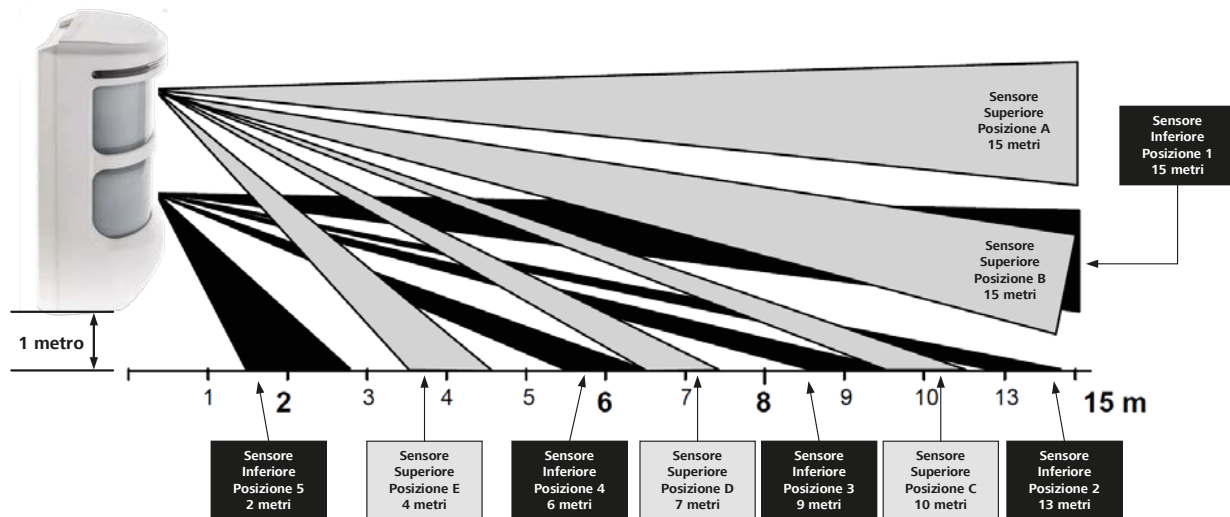 Sensore
Superiore
Posizione A
15 metri
Sensore
Inferiore
Posizione 1
15 metri
Sensore
Superiore
Posizione B
15 metri
1 metro
1 2 3 4 5 6 7 8 9 10 13 15 m
Sensore
Inferiore
Posizione 5
2 metri
Sensore
Superiore
Posizione E
4 metri
Sensore
Inferiore
Posizione 4
6 metri
Sensore
Superiore
Posizione D
7 metri
Sensore
Inferiore
Posizione 3
9 metri
Sensore
Superiore
Posizione C
10 metri
Sensore
Inferiore
Posizione 2
13 metri